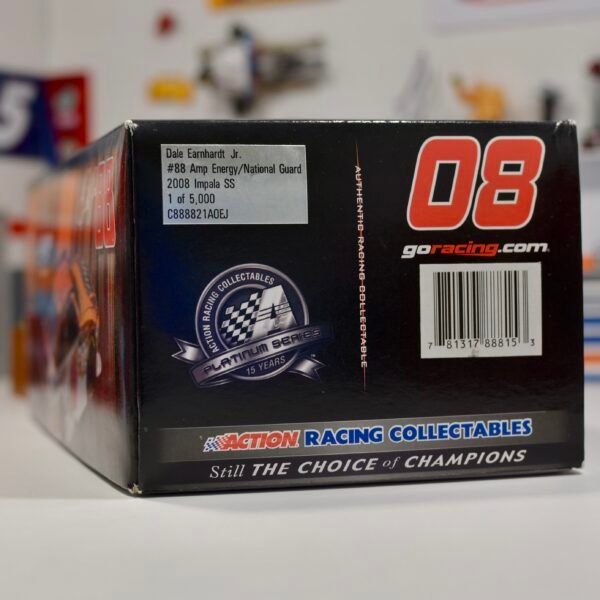 Dale Earnhardt Jr.
#88 Amp Energy/National Guard
2008 Impala SS
1 of 5,000
C888821AOEJ
ACTION RACING COLLECTABLES
A
PLATINUM SERIES
15 YEARS
AUTHENTIC RACING COLLECTABLE
08
goracing.com
7 81317 88815 3
ACTION RACING COLLECTABLES
Still THE CHOICE of CHAMPIONS
88
5